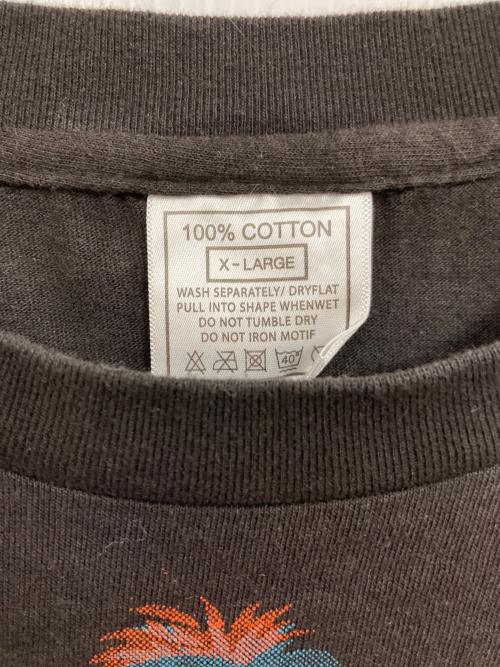 100% COTTON
X-LARGE
WASH SEPARATELY/ DRYFLAT
PULL INTO SHAPE WHENWET
DO NOT TUMBLE DRY
DO NOT IRON MOTIF
40